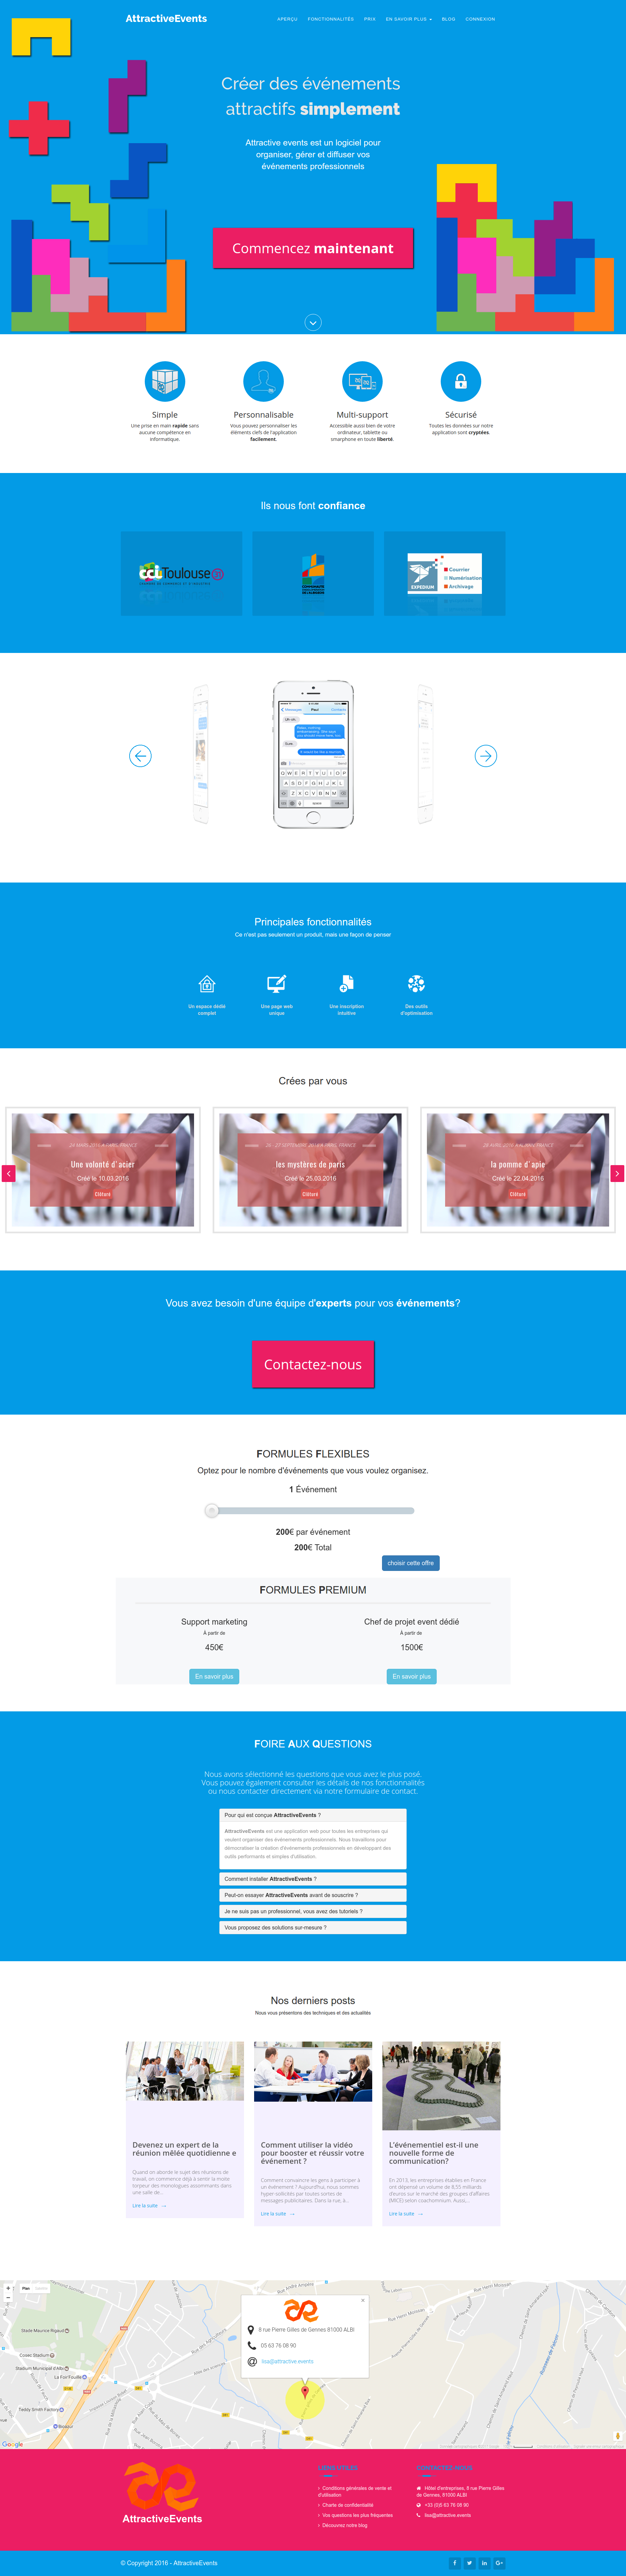 AttractiveEvents
APERÇU FONCTIONNALITÉS PRIX EN SAVOIR PLUS BLOG CONNEXION
Créer des événements
attractifs simplement
Attractive events est un logiciel pour
organiser, gérer et diffuser vos
événements professionnels
Commencez maintenant
Simple
Une prise en main rapide sans
aucune compétence en
informatique.
Personnalisable
Vous pouvez personnaliser les
éléments clefs de l'application
facilement.
Multi-support
Accessible aussi bien de votre
ordinateur, tablette ou
smarphone en toute liberté.
Sécurisé
Toutes les données sur notre
application sont cryptées.
Ils nous font confiance
CCI Toulouse
EXPEDIUM
Courrier
Numérisation
Archivage
Principales fonctionnalités
Ce n'est pas seulement un produit, mais une façon de penser
Un espace dédié
complet
Une page web
unique
Une inscription
intuitive
Des outils
d'optimisation
Crées par vous
Une volonté d'acier
Créé le 10.03.2016
Clôturé
les mystères de paris
Créé le 25.03.2016
Clôturé
la pomme d'apie
Créé le 22.04.2016
Clôturé
Vous avez besoin d'une équipe d'experts pour vos événements?
Contactez-nous
FORMULES FLEXIBLES
Optez pour le nombre d'événements que vous voulez organisez.
1 Événement
200€ par événement
200€ Total
choisir cette offre
FORMULES PREMIUM
Support marketing
À partir de
450€
En savoir plus
Chef de projet event dédié
À partir de
1500€
En savoir plus
FOIRE AUX QUESTIONS
Nous avons sélectionné les questions que vous avez le plus posé.
Vous pouvez également consulter les détails de nos fonctionalités
ou nous contacter directement via notre formulaire de contact.
Pour qui est conçue AttractiveEvents ?
AttractiveEvents est une application web pour toutes les entreprises qui
veulent organiser des événements professionnels. Nous travaillons pour
démocratiser la création d'événements professionnels en développant des
outils performants et simples d'utilisation.
Comment installer AttractiveEvents ?
Peut-on essayer AttractiveEvents avant de souscrire ?
Je ne suis pas un professionnel, vous avez des tutoriels ?
Vous proposez des solutions sur-mesure ?
Nos derniers posts
Nous vous présentons des techniques et des actualités
Devenez un expert de la
réunion mêlée quotidienne e
Quand on aborde le sujet des réunions de
travail, on commence déjà à sentir la moite
torpeur des monologues assommants dans
une salle de...
Lire la suite →
Comment utiliser la vidéo
pour booster et réussir votre
événement ?
Comment convaincre les gens à participer à
un événement ? Aujourd'hui, nous sommes
hyper-sollicités par toutes sortes de
messages publicitaires. Dans la rue, à...
Lire la suite →
L'événementiel est-il une
nouvelle forme de
communication?
En 2013, les entreprises établies en France
ont dépensé un volume de 8,55 milliards
d'euros sur le marché des groupes d'affaires
(MICE) selon coachomnium. Aussi,...
Lire la suite →
Plan
8 rue Pierre Gilles de Gennes 81000 ALBI
05 63 76 08 90
lisa@attractive.events
Stade Maurice Rigaud
Cosec Stadium
Stadium Municipal d'Albi
La Foir'Fouille
Teddy Smith Factory
Google
AttractiveEvents
LIENS UTILES
Conditions générales de vente et
d'utilisation
Charte de confidentialité
Vos questions les plus fréquentes
Découvrez notre blog
CONTACTEZ-NOUS
Hôtel d'entreprises, 8 rue Pierre Gilles
de Gennes, 81000 ALBI
+33 (0)5 63 76 08 90
lisa@attractive.events
© Copyright 2016 - AttractiveEvents